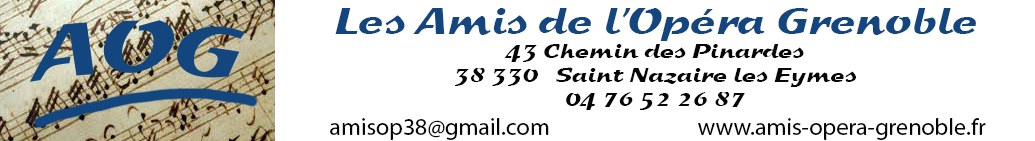 AOG
Les Amis de l'Opéra Grenoble
43 Chemin des Pinardes
38 330 Saint Nazaire les Eymes
04 76 52 26 87
amisop38@gmail.com www.amis-opera-grenoble.fr